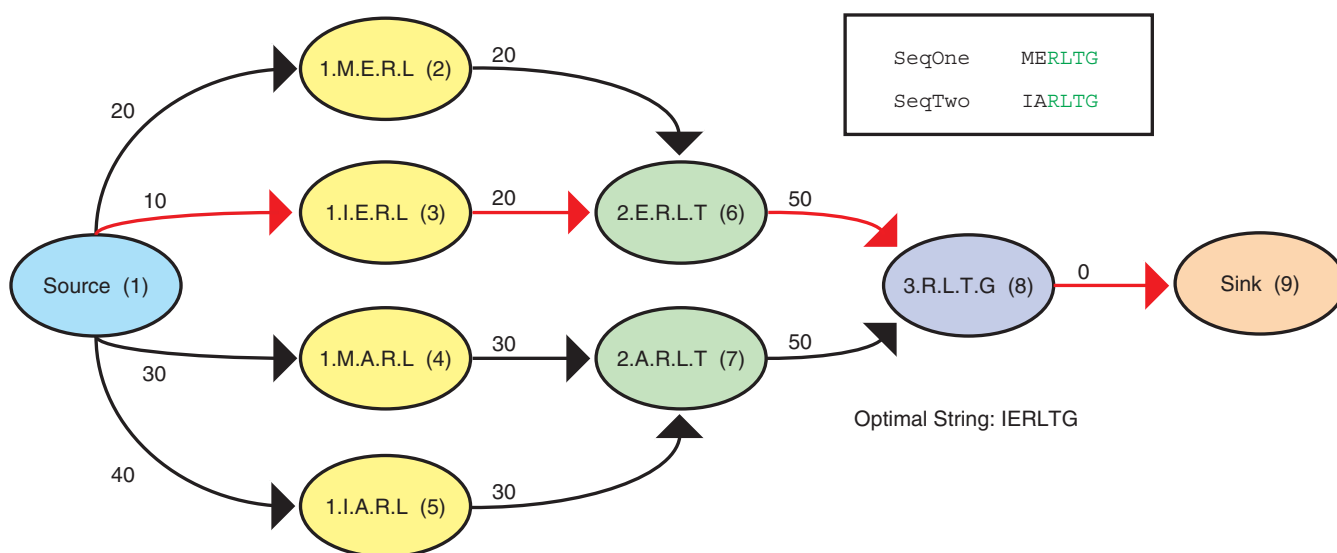 20
1.M.E.R.L (2)
20
SeqOne MERLTG
SeqTwo IARLTG
10
1.I.E.R.L (3)
20
2.E.R.L.T (6)
50
Source (1)
3.R.L.T.G (8)
0
Sink (9)
30
1.M.A.R.L (4)
30
2.A.R.L.T (7)
50
Optimal String: IERLTG
40
1.I.A.R.L (5)
30